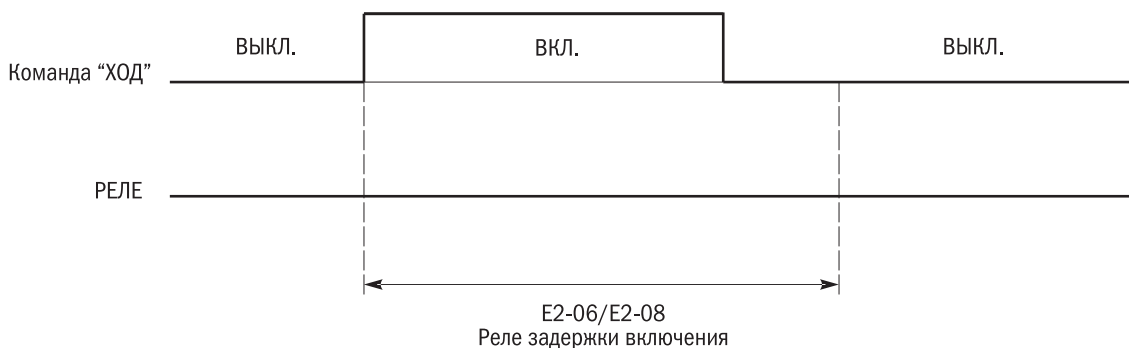 ВЫКЛ. ВКЛ. ВЫКЛ.
Команда “ХОД”
РЕЛЕ
E2-06/E2-08
Реле задержки включения